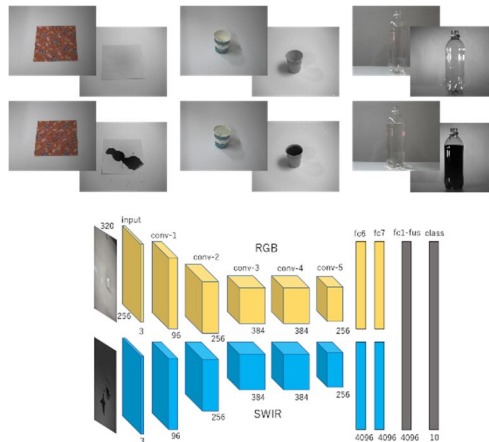 320
input
conv-1
conv-2
RGB
conv-3
conv-4
conv-5
fc6
fc7
fc1-fus
class
256
3
96
256
384
384
256
384
384
256
256
3
96
SWIR
4096
4096
4096
10